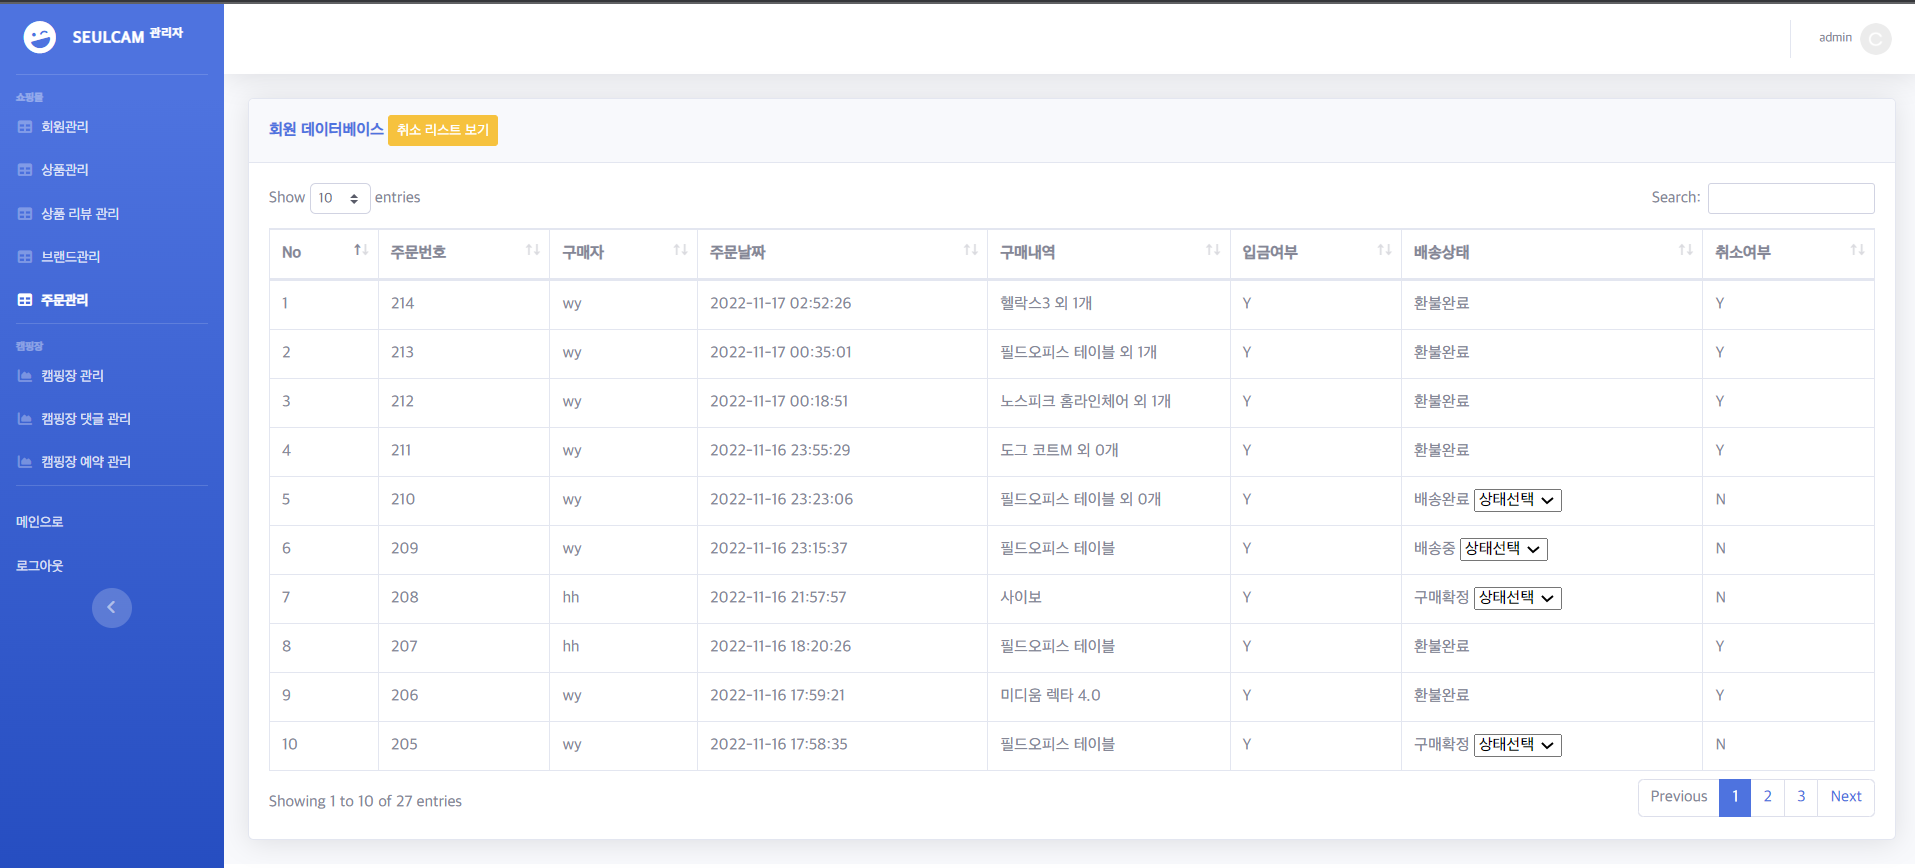 SEULCAM 관리자
admin
쇼핑몰
회원관리
상품관리
상품 리뷰 관리
브랜드관리
주문관리
캠핑장
캠핑장 관리
캠핑장 댓글 관리
캠핑장 예약 관리
메인으로
로그아웃
회원 데이터베이스 취소 리스트 보기
Show 10 entries
Search:
No 주문번호 구매자 주문날짜 구매내역 입금여부 배송상태 취소여부
1 214 wy 2022-11-17 02:52:26 헬락스3 외 1개 Y 환불완료 Y
2 213 wy 2022-11-17 00:35:01 필드오피스 테이블 외 1개 Y 환불완료 Y
3 212 wy 2022-11-17 00:18:51 노스피크 홈라인체어 외 1개 Y 환불완료 Y
4 211 wy 2022-11-16 23:55:29 도그 코트M 외 0개 Y 환불완료 Y
5 210 wy 2022-11-16 23:23:06 필드오피스 테이블 외 0개 Y 배송완료 상태선택 N
6 209 wy 2022-11-16 23:15:37 필드오피스 테이블 Y 배송중 상태선택 N
7 208 hh 2022-11-16 21:57:57 사이보 Y 구매확정 상태선택 N
8 207 hh 2022-11-16 18:20:26 필드오피스 테이블 Y 환불완료 Y
9 206 wy 2022-11-16 17:59:21 미디움 렉타 4.0 Y 환불완료 Y
10 205 wy 2022-11-16 17:58:35 필드오피스 테이블 Y 구매확정 상태선택 N
Showing 1 to 10 of 27 entries
Previous 1 2 3 Next